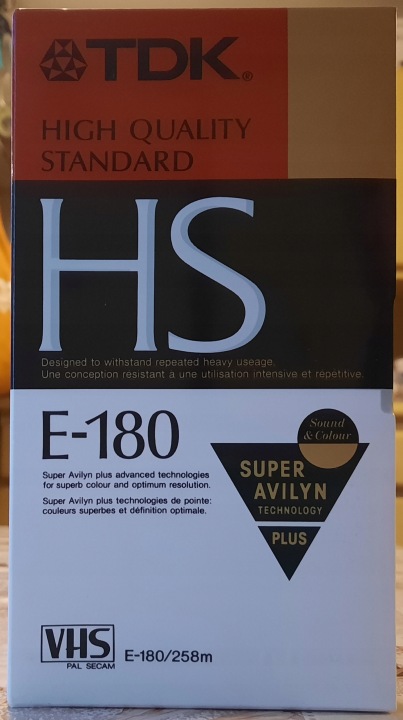 TDK®
HIGH QUALITY
STANDARD
HS
Designed to withstand repeated heavy useage.
Une conception résistant à une utilisation intensive et répétitive.
E-180
Super Avilyn plus advanced technologies
for superb colour and optimum resolution.
Super Avilyn plus technologies de pointe:
couleurs superbes et définition optimale.
Sound
& Colour
SUPER
AVILYN
TECHNOLOGY
PLUS
VHS
PAL SECAM
E-180/258m